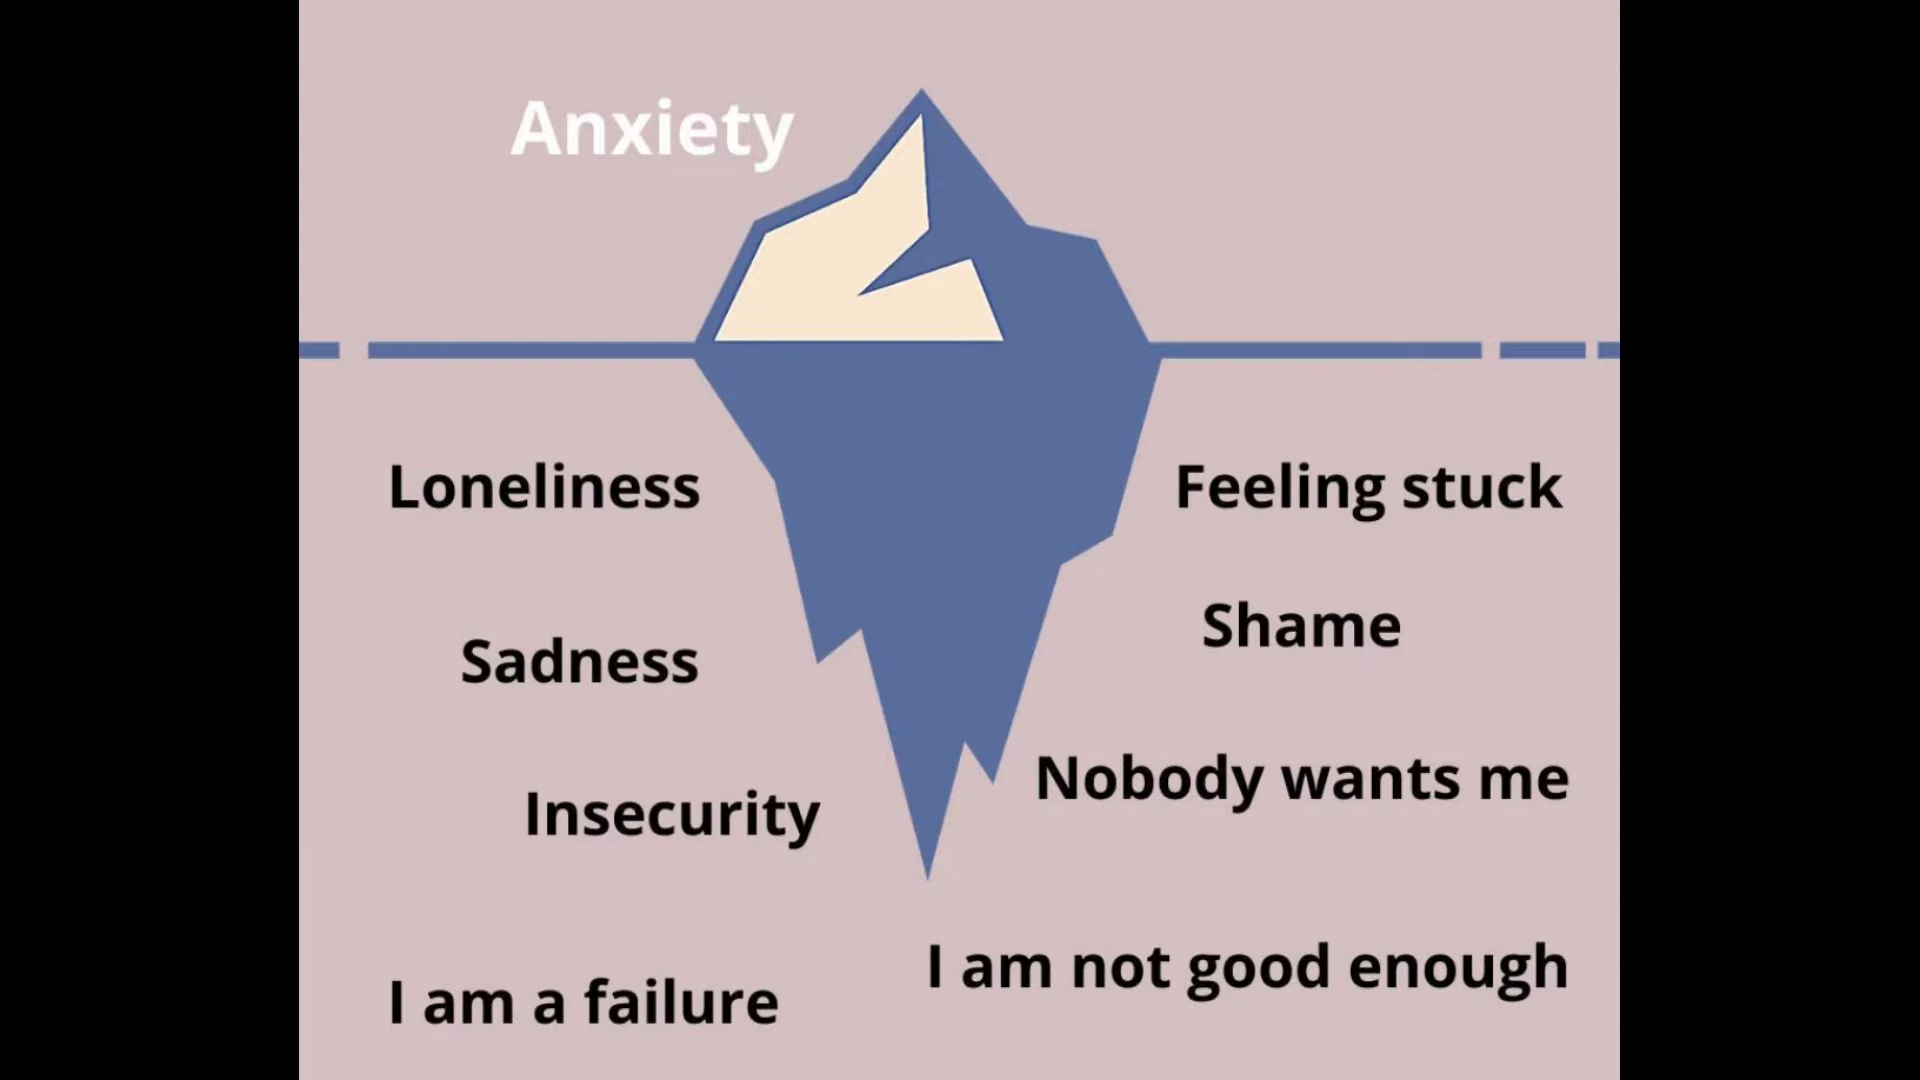 Anxiety
Loneliness
Feeling stuck
Sadness
Shame
Insecurity
Nobody wants me
I am a failure
I am not good enough